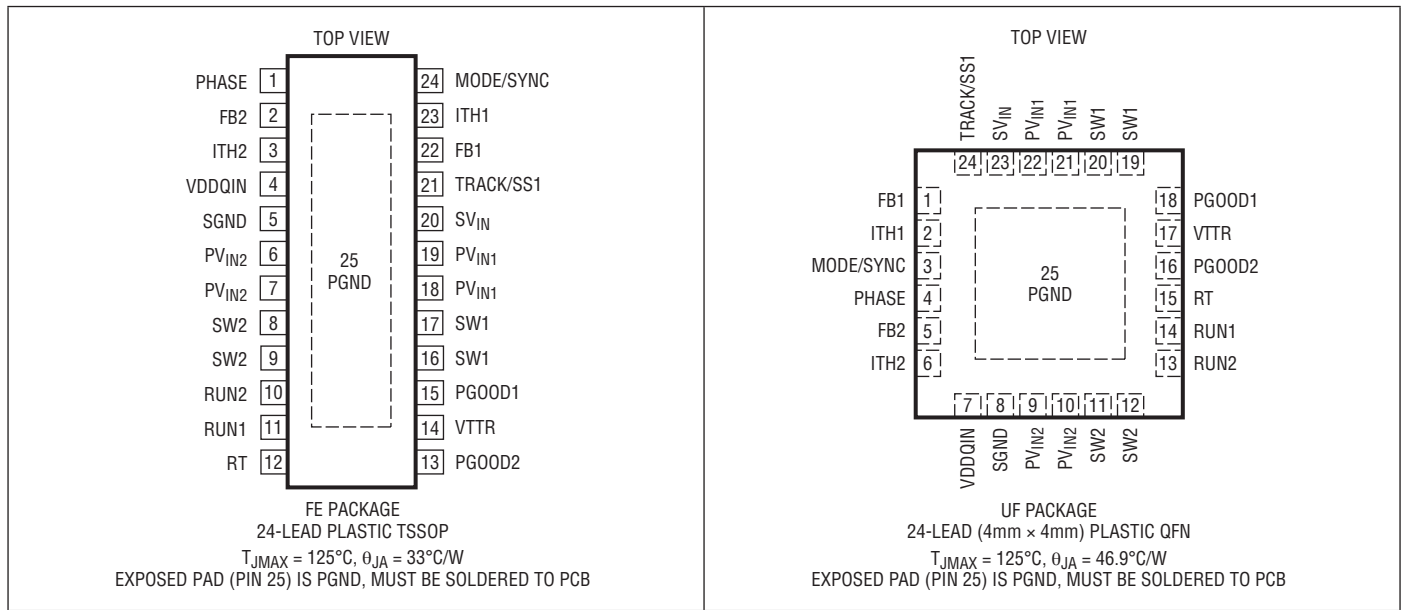 TOP VIEW
PHASE 1
FB2 2
ITH2 3
VDDQIN 4
SGND 5
PVIN2 6
PVIN2 7
SW2 8
SW2 9
RUN2 10
RUN1 11
RT 12
24 MODE/SYNC
23 ITH1
22 FB1
21 TRACK/SS1
20 SVIN
19 PVIN1
18 PVIN1
17 SW1
16 SW1
15 PGOOD1
14 VTTR
13 PGOOD2
25
PGND
FE PACKAGE
24-LEAD PLASTIC TSSOP
TJMAX = 125°C, θJA = 33°C/W
EXPOSED PAD (PIN 25) IS PGND, MUST BE SOLDERED TO PCB
TOP VIEW
TRACK/SS1
SVIN
PVIN1
PVIN1
SW1
SW1
24 23 22 21 20 19
FB1 1
ITH1 2
MODE/SYNC 3
PHASE 4
FB2 5
ITH2 6
18 PGOOD1
17 VTTR
16 PGOOD2
15 RT
14 RUN1
13 RUN2
25
PGND
7 8 9 10 11 12
VDDQIN
SGND
PVIN2
PVIN2
SW2
SW2
UF PACKAGE
24-LEAD (4mm × 4mm) PLASTIC QFN
TJMAX = 125°C, θJA = 46.9°C/W
EXPOSED PAD (PIN 25) IS PGND, MUST BE SOLDERED TO PCB